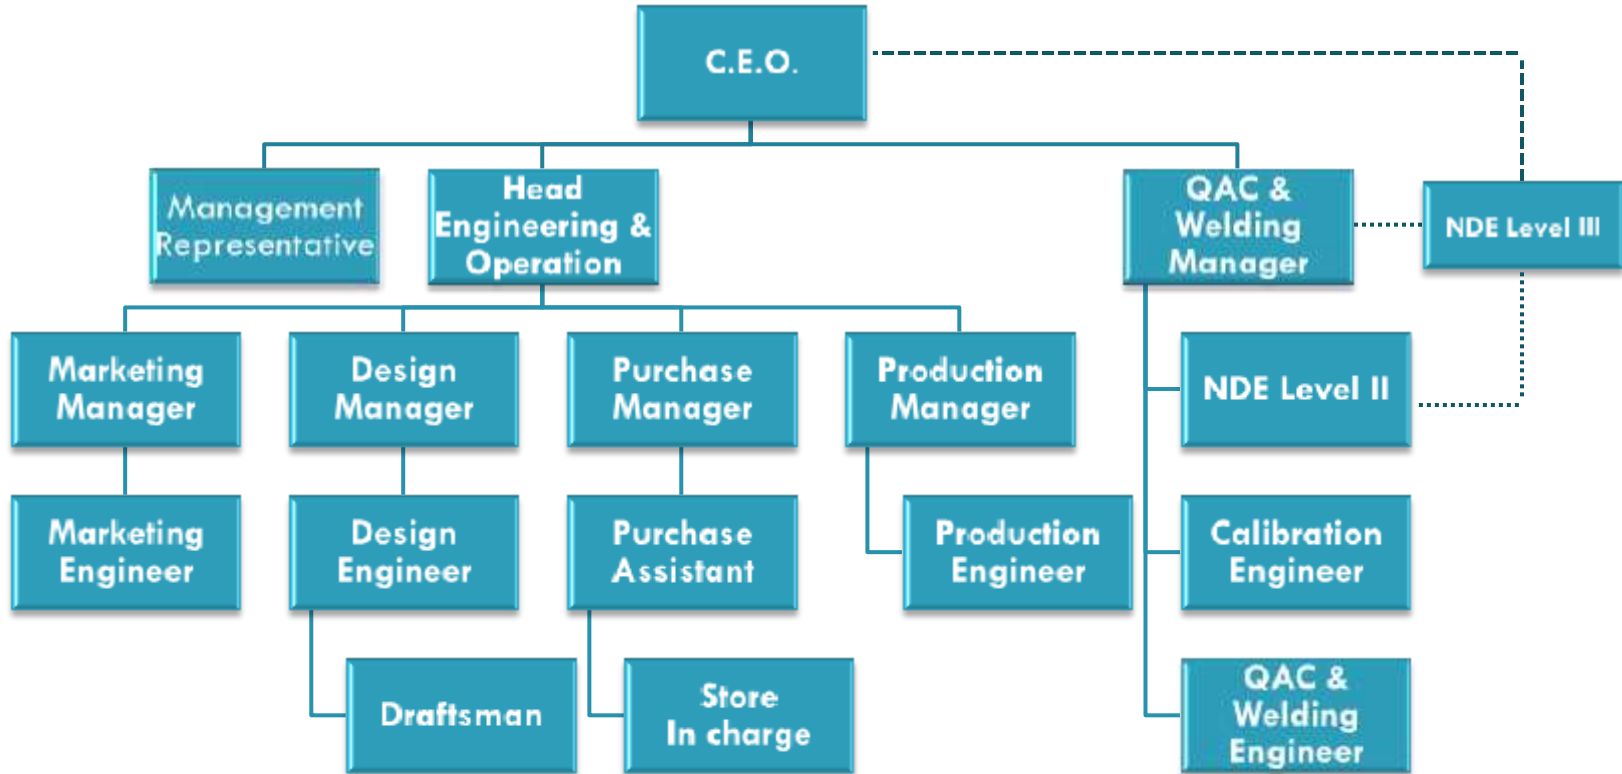 C.E.O.
Management
Representative
Head
Engineering &
Operation
QAC &
Welding
Manager
NDE Level III
Marketing
Manager
Design
Manager
Purchase
Manager
Production
Manager
NDE Level II
Marketing
Engineer
Design
Engineer
Purchase
Assistant
Production
Engineer
Calibration
Engineer
Draftsman
Store
In charge
QAC &
Welding
Engineer